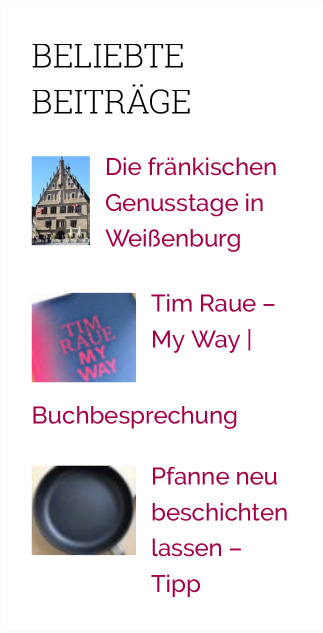 BELIEBTE
BEITRÄGE
Die fränkischen
Genusstage in
Weißenburg
TIM
RAUE
MY
WAY
Tim Raue –
My Way |
Buchbesprechung
Pfanne neu
beschichten
lassen –
Tipp